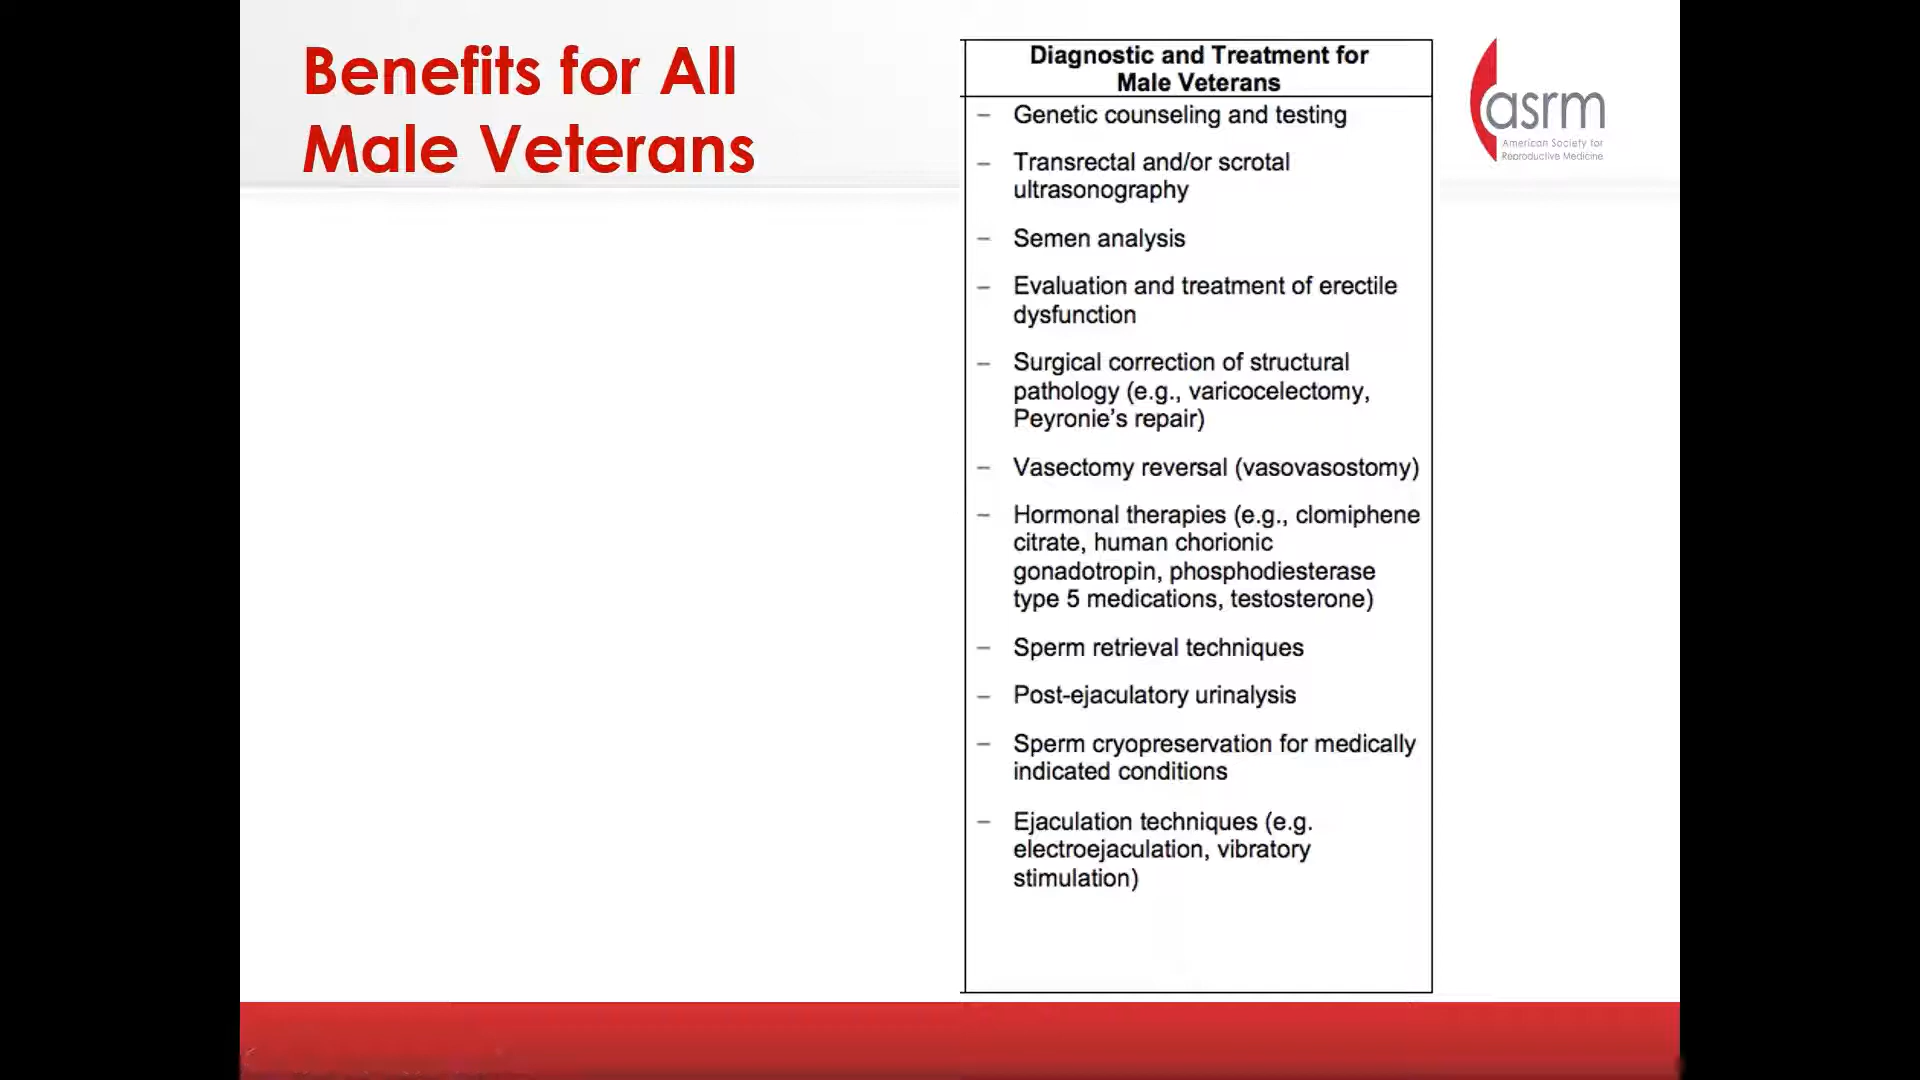 Benefits for All
Male Veterans
Diagnostic and Treatment for
Male Veterans
– Genetic counseling and testing
– Transrectal and/or scrotal
ultrasonography
– Semen analysis
– Evaluation and treatment of erectile
dysfunction
– Surgical correction of structural
pathology (e.g., varicocelectomy,
Peyronie’s repair)
– Vasectomy reversal (vasovasostomy)
– Hormonal therapies (e.g., clomiphene
citrate, human chorionic
gonadotropin, phosphodiesterase
type 5 medications, testosterone)
– Sperm retrieval techniques
– Post-ejaculatory urinalysis
– Sperm cryopreservation for medically
indicated conditions
– Ejaculation techniques (e.g.
electroejaculation, vibratory
stimulation)
asrm
American Society for
Reproductive Medicine